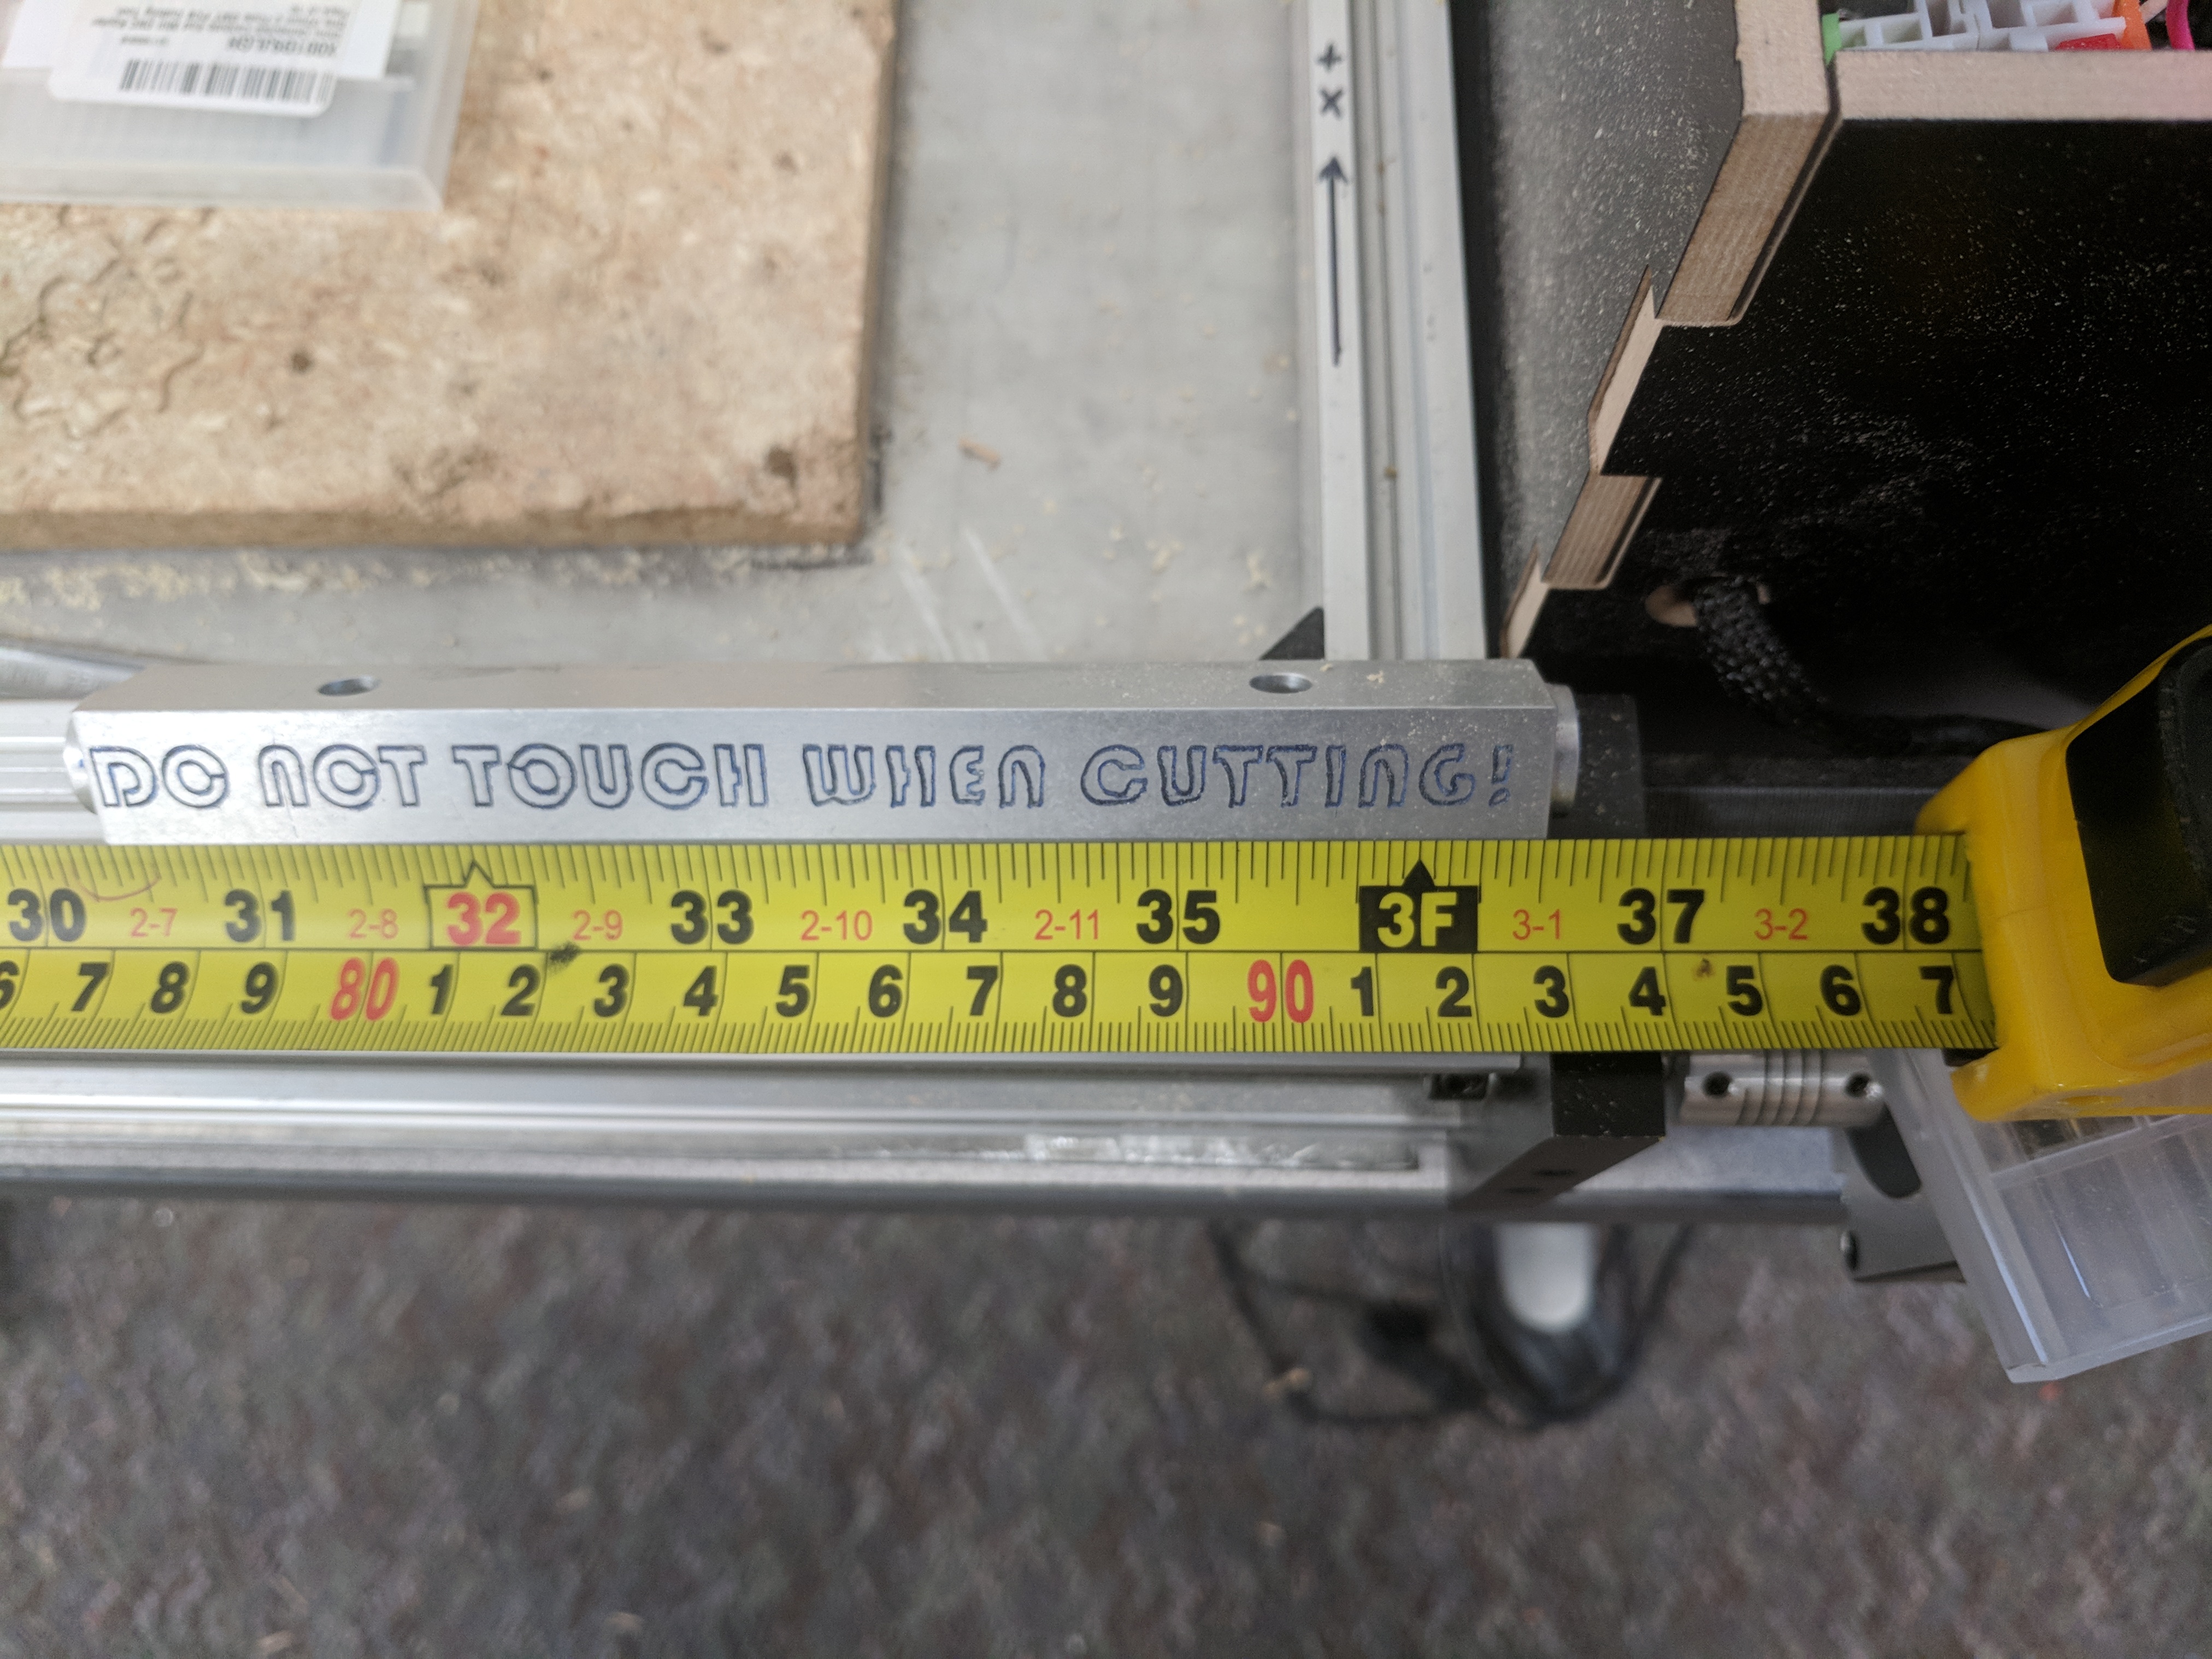 +X
DO NOT TOUCH WHEN CUTTING!
30 2-7 31 2-8 32 2-9 33 2-10 34 2-11 35 3F 3-1 37 3-2 38
6 7 8 9 80 1 2 3 4 5 6 7 8 9 90 1 2 3 4 5 6 7